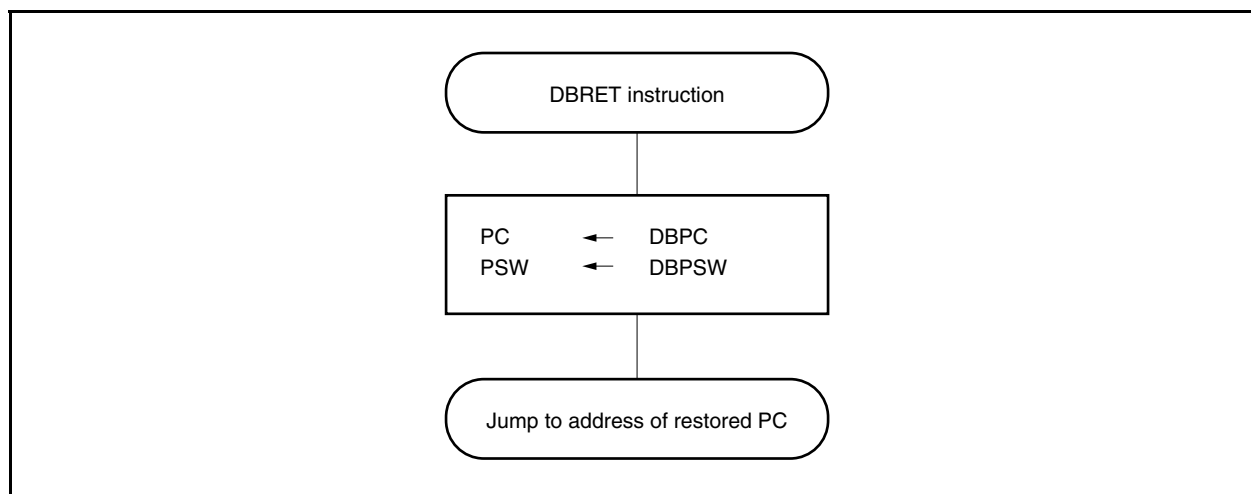 DBRET instruction
PC ← DBPC
PSW ← DBPSW
Jump to address of restored PC